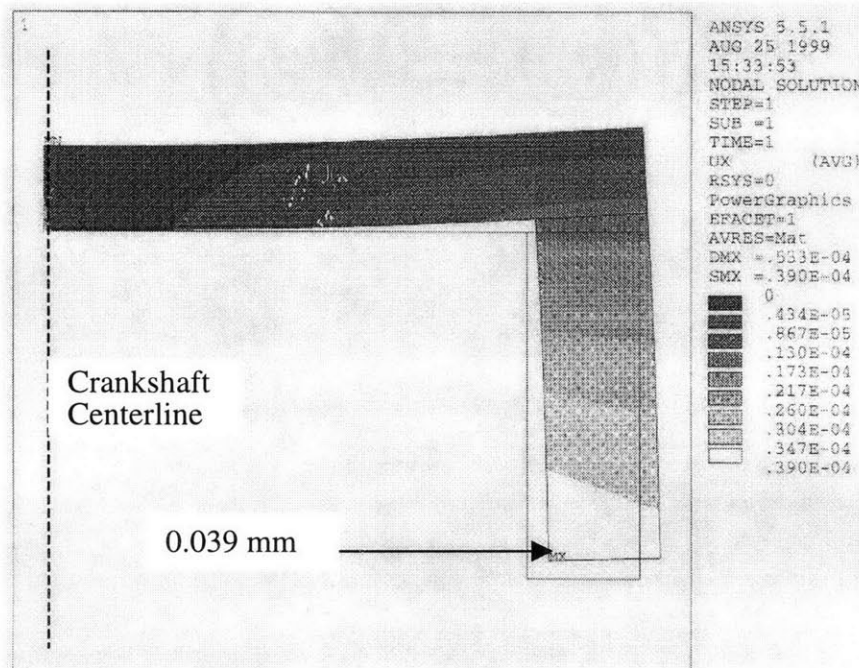 1
ANSYS 5.5.1
AUG 25 1999
15:33:53
NODAL SOLUTION
STEP=1
SUB =1
TIME=1
UX (AVG)
RSYS=0
PowerGraphics
EFACET=1
AVRES=Mat
DMX =.533E-04
SMX =.390E-04
0
.434E-05
.867E-05
.130E-04
.173E-04
.217E-04
.260E-04
.304E-04
.347E-04
.390E-04
Crankshaft
Centerline
0.039 mm
MX